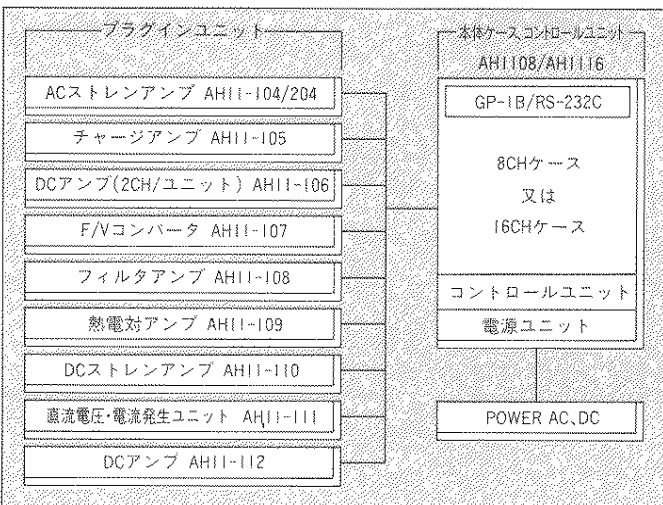 プラグインユニット
ACストレンアンプ AH11-104/204
チャージアンプ AH11-105
DCアンプ(2CH/ユニット) AH11-106
F/Vコンバータ AH11-107
フィルタアンプ AH11-108
熱電対アンプ AH11-109
DCストレンアンプ AH11-110
直流電圧・電流発生ユニット AH11-111
DCアンプ AH11-112
本体ケース,コントロールユニット
AH1108/AH1116
GP-IB/RS-232C
8CHケース
又は
16CHケース
コントロールユニット
電源ユニット
POWER AC、DC